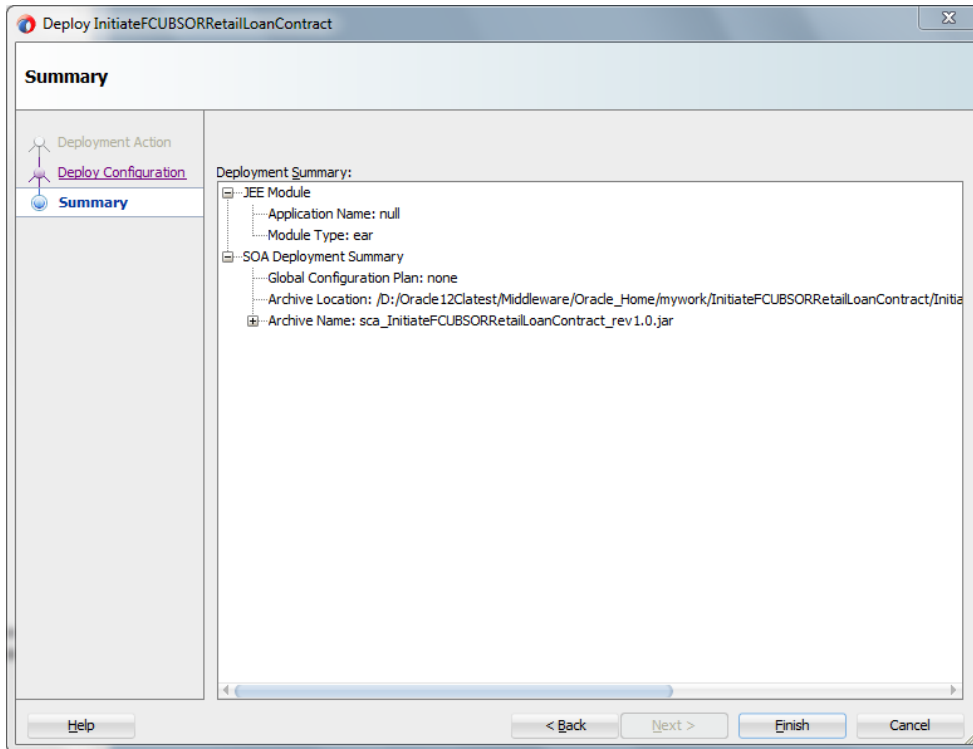 Deploy InitiateFCUBSORRetailLoanContract
Summary
Deployment Action
Deploy Configuration
Summary
Deployment Summary:
JEE Module
Application Name: null
Module Type: ear
SOA Deployment Summary
Global Configuration Plan: none
Archive Location: /D:/Oracle12Clatest/Middleware/Oracle_Home/mywork/InitiateFCUBSORRetailLoanContract/Initia
Archive Name: sca_InitiateFCUBSORRetailLoanContract_rev1.0.jar
Help
< Back
Next >
Finish
Cancel